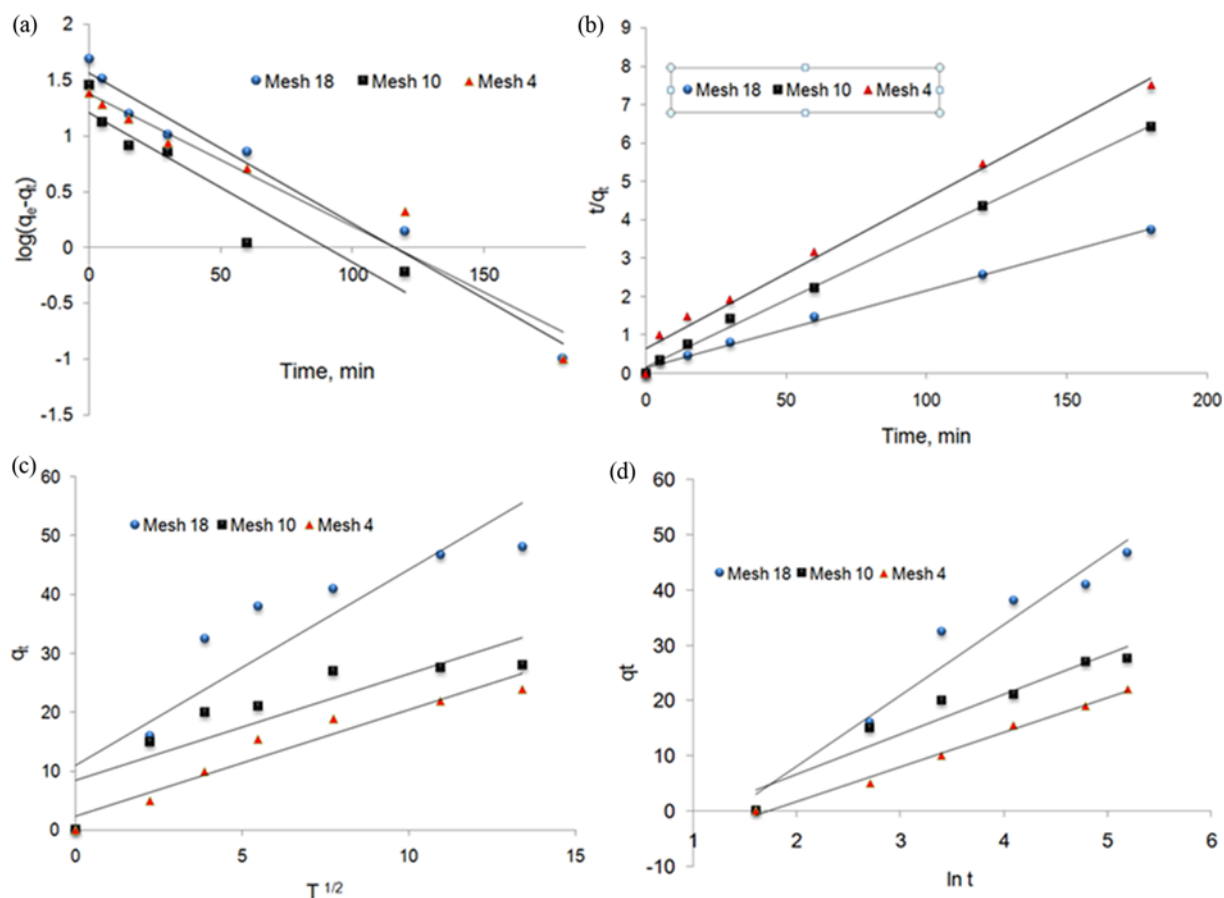 (a)
2
1.5
1
0.5
0
-0.5
-1
-1.5
0
50
100
150
log(qₑ-qₜ)
Time, min
Mesh 18
Mesh 10
Mesh 4
(b)
9
8
7
6
5
4
3
2
1
0
0
50
100
150
200
t/qₜ
Time, min
Mesh 18
Mesh 10
Mesh 4
(c)
60
50
40
30
20
10
0
0
5
10
15
qₜ
T ¹/²
Mesh 18
Mesh 10
Mesh 4
(d)
60
50
40
30
20
10
0
-10
1
2
3
4
5
6
qt
ln t
Mesh 18
Mesh 10
Mesh 4